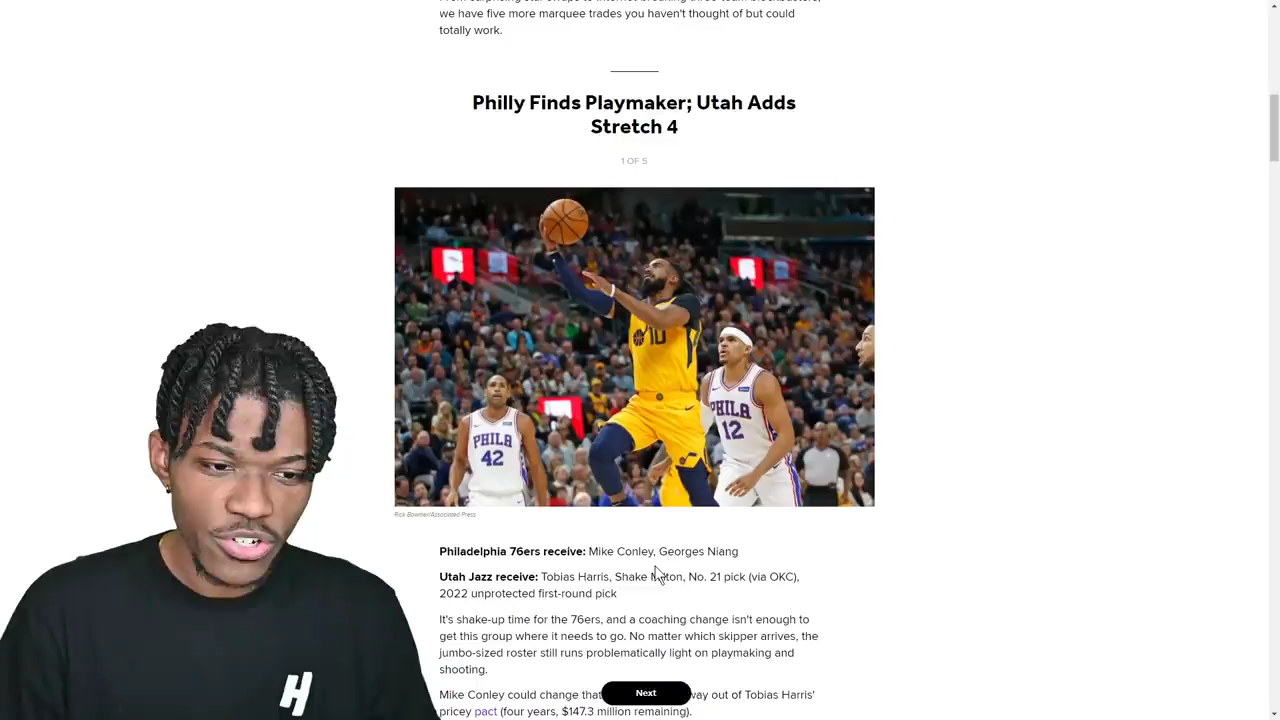 we have five more marquee trades you haven't thought of but could
totally work.
Philly Finds Playmaker; Utah Adds
Stretch 4
1 OF 5
10
PHILA
42
PHILA
12
Rick Bowmer/Associated Press
Philadelphia 76ers receive: Mike Conley, Georges Niang
Utah Jazz receive: Tobias Harris, Shake, No. 21 pick (via OKC),
2022 unprotected first-round pick
It's shake-up time for the 76ers, and a coaching change isn't enough to
get this group where it needs to go. No matter which skipper arrives, the
jumbo-sized roster still runs problematically light on playmaking and
shooting.
Mike Conley could change that way out of Tobias Harris'
Next
pricey pact (four years, $147.3 million remaining).
H